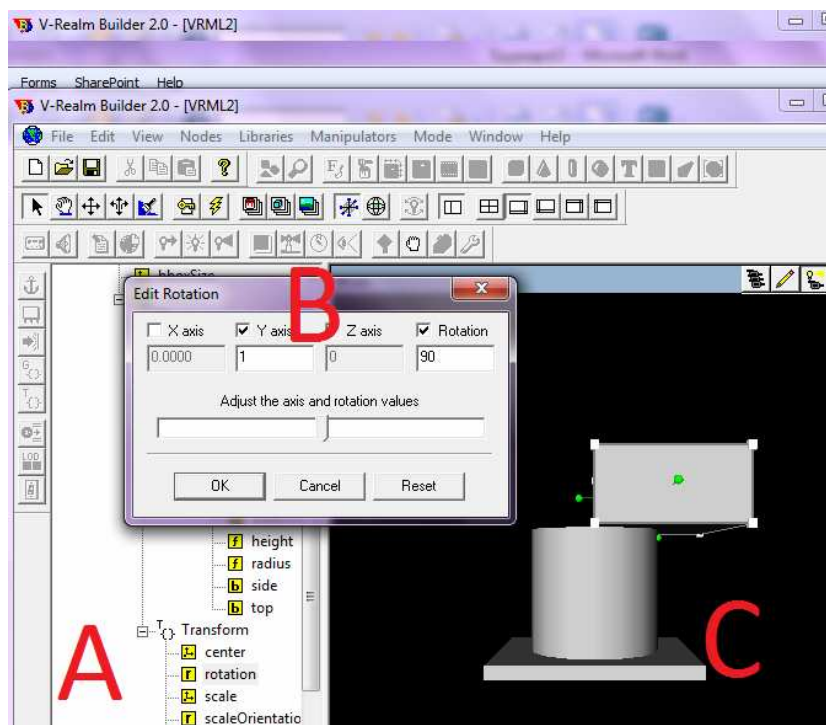 V-Realm Builder 2.0 - [VRML2]
Forms SharePoint Help
V-Realm Builder 2.0 - [VRML2]
File Edit View Nodes Libraries Manipulators Mode Window Help
bboxSize
B
Edit Rotation
X axis Y axis Z axis Rotation
0.0000 1 0 90
Adjust the axis and rotation values
OK Cancel Reset
height
radius
side
top
Transform
center
rotation
scale
scaleOrientatio
A
C